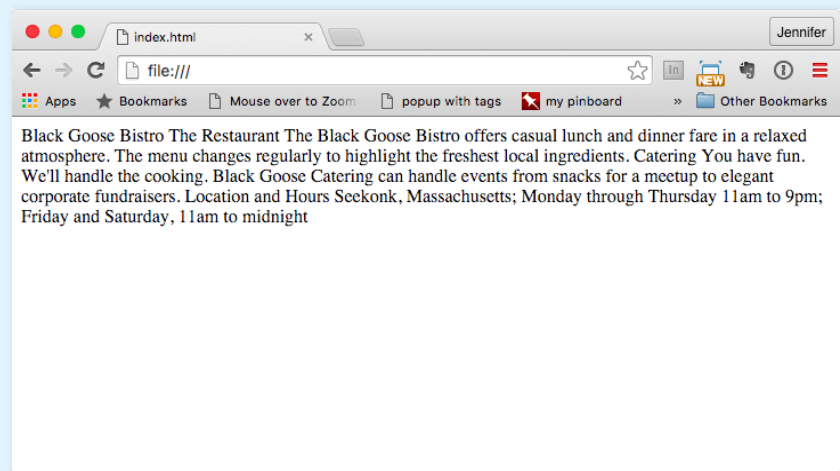 index.html
Jennifer
file:///
In
NEW
Apps Bookmarks Mouse over to Zoom popup with tags my pinboard » Other Bookmarks
Black Goose Bistro The Restaurant The Black Goose Bistro offers casual lunch and dinner fare in a relaxed
atmosphere. The menu changes regularly to highlight the freshest local ingredients. Catering You have fun.
We'll handle the cooking. Black Goose Catering can handle events from snacks for a meetup to elegant
corporate fundraisers. Location and Hours Seekonk, Massachusetts; Monday through Thursday 11am to 9pm;
Friday and Saturday, 11am to midnight